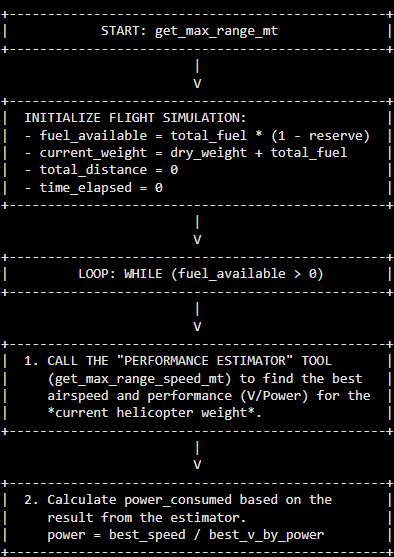 START: get_max_range_mt
|
V
INITIALIZE FLIGHT SIMULATION:
- fuel_available = total_fuel * (1 - reserve)
- current_weight = dry_weight + total_fuel
- total_distance = 0
- time_elapsed = 0
|
V
LOOP: WHILE (fuel_available > 0)
|
V
1. CALL THE "PERFORMANCE ESTIMATOR" TOOL
(get_max_range_speed_mt) to find the best
airspeed and performance (V/Power) for the
*current helicopter weight*.
|
V
2. Calculate power_consumed based on the
result from the estimator.
power = best_speed / best_v_by_power